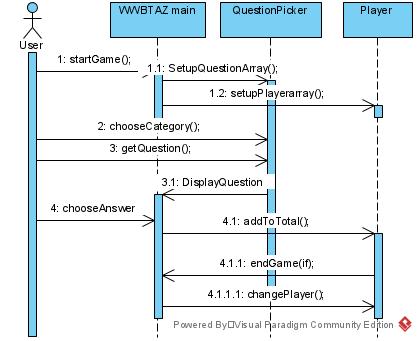 WWBTAZ main
QuestionPicker
Player
User
1: startGame();
1.1: SetupQuestionArray();
1.2: setupPlayerarray();
2: chooseCategory();
3: getQuestion();
3.1: DisplayQuestion
4: chooseAnswer
4.1: addToTotal();
4.1.1: endGame(if);
4.1.1.1: changePlayer();
Powered By Visual Paradigm Community Edition